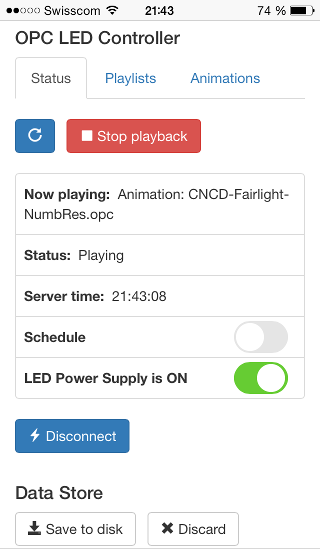 Swisscom 21:43 74 %
OPC LED Controller
Status Playlists Animations
Stop playback
Now playing: Animation: CNCD-Fairlight-
NumbRes.opc
Status: Playing
Server time: 21:43:08
Schedule
LED Power Supply is ON
Disconnect
Data Store
Save to disk Discard